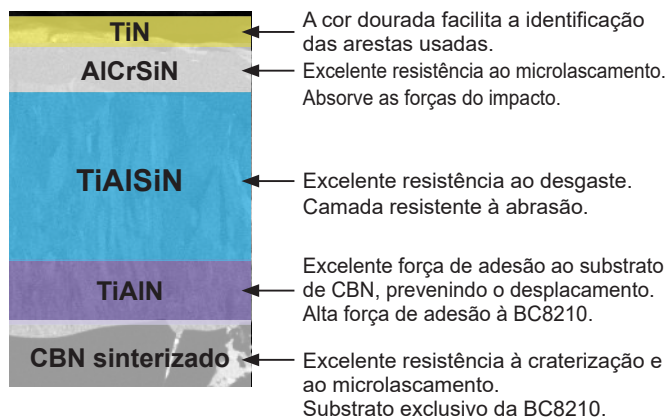 TiN
A cor dourada facilita a identificação
das arestas usadas.
AlCrSiN
Excelente resistência ao microlascamento.
Absorve as forças do impacto.
TiAlSiN
Excelente resistência ao desgaste.
Camada resistente à abrasão.
TiAlN
Excelente força de adesão ao substrato
de CBN, prevenindo o desplacamento.
Alta força de adesão à BC8210.
CBN sinterizado
Excelente resistência à craterização e
ao microlascamento.
Substrato exclusivo da BC8210.